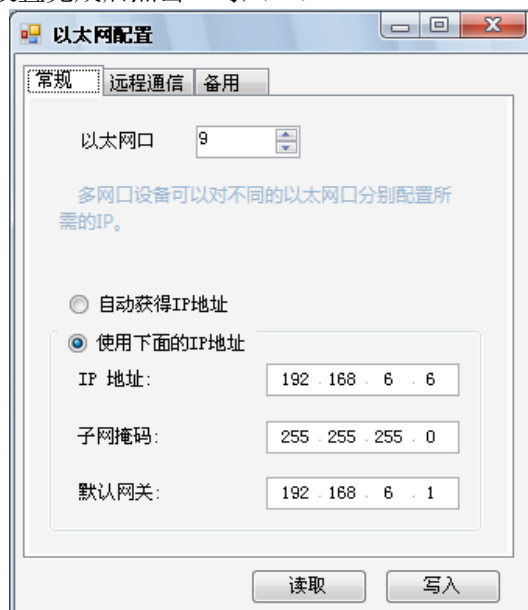 以太网配置
常规 远程通信 备用
以太网口 9
多网口设备可以对不同的以太网口分别配置所
需的IP。
自动获得IP地址
使用下面的IP地址
IP 地址: 192 . 168 . 6 . 6
子网掩码: 255 . 255 . 255 . 0
默认网关: 192 . 168 . 6 . 1
读取 写入